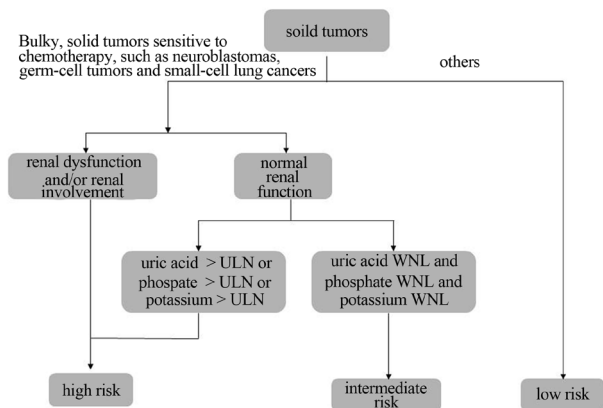 soild tumors
Bulky, solid tumors sensitive to
chemotherapy, such as neuroblastomas,
germ-cell tumors and small-cell lung cancers
others
renal dysfunction
and/or renal
involvement
normal
renal
function
uric acid > ULN or
phospate > ULN or
potassium > ULN
uric acid WNL and
phosphate WNL and
potassium WNL
high risk
intermediate
risk
low risk